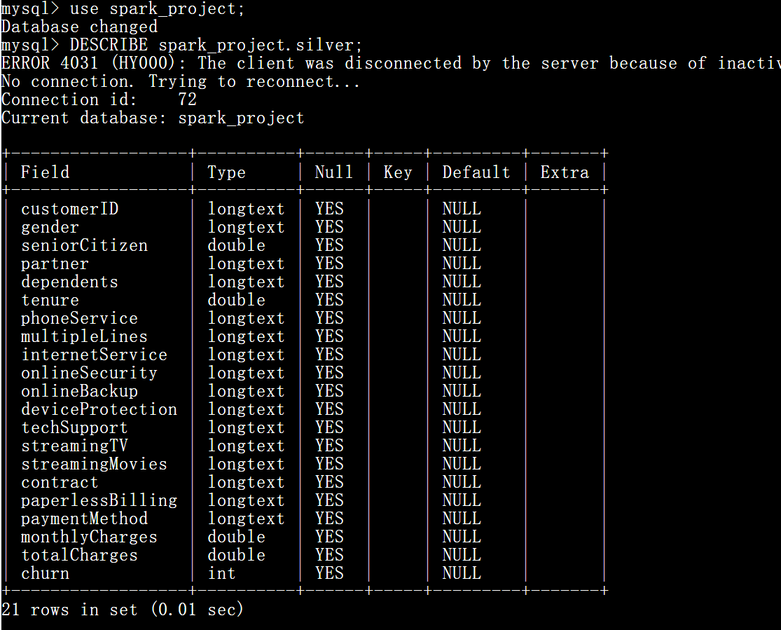 mysql> use spark_project;
Database changed
mysql> DESCRIBE spark_project.silver;
ERROR 4031 (HY000): The client was disconnected by the server because of inactiv
No connection. Trying to reconnect...
Connection id:    72
Current database: spark_project

+------------------+----------+------+-----+---------+-------+
| Field            | Type     | Null | Key | Default | Extra |
+------------------+----------+------+-----+---------+-------+
| customerID       | longtext | YES  |     | NULL    |       |
| gender           | longtext | YES  |     | NULL    |       |
| seniorCitizen    | double   | YES  |     | NULL    |       |
| partner          | longtext | YES  |     | NULL    |       |
| dependents       | longtext | YES  |     | NULL    |       |
| tenure           | double   | YES  |     | NULL    |       |
| phoneService     | longtext | YES  |     | NULL    |       |
| multipleLines    | longtext | YES  |     | NULL    |       |
| internetService  | longtext | YES  |     | NULL    |       |
| onlineSecurity   | longtext | YES  |     | NULL    |       |
| onlineBackup     | longtext | YES  |     | NULL    |       |
| deviceProtection | longtext | YES  |     | NULL    |       |
| techSupport      | longtext | YES  |     | NULL    |       |
| streamingTV      | longtext | YES  |     | NULL    |       |
| streamingMovies  | longtext | YES  |     | NULL    |       |
| contract         | longtext | YES  |     | NULL    |       |
| paperlessBilling | longtext | YES  |     | NULL    |       |
| paymentMethod    | longtext | YES  |     | NULL    |       |
| monthlyCharges   | double   | YES  |     | NULL    |       |
| totalCharges     | double   | YES  |     | NULL    |       |
| churn            | int      | YES  |     | NULL    |       |
+------------------+----------+------+-----+---------+-------+
21 rows in set (0.01 sec)